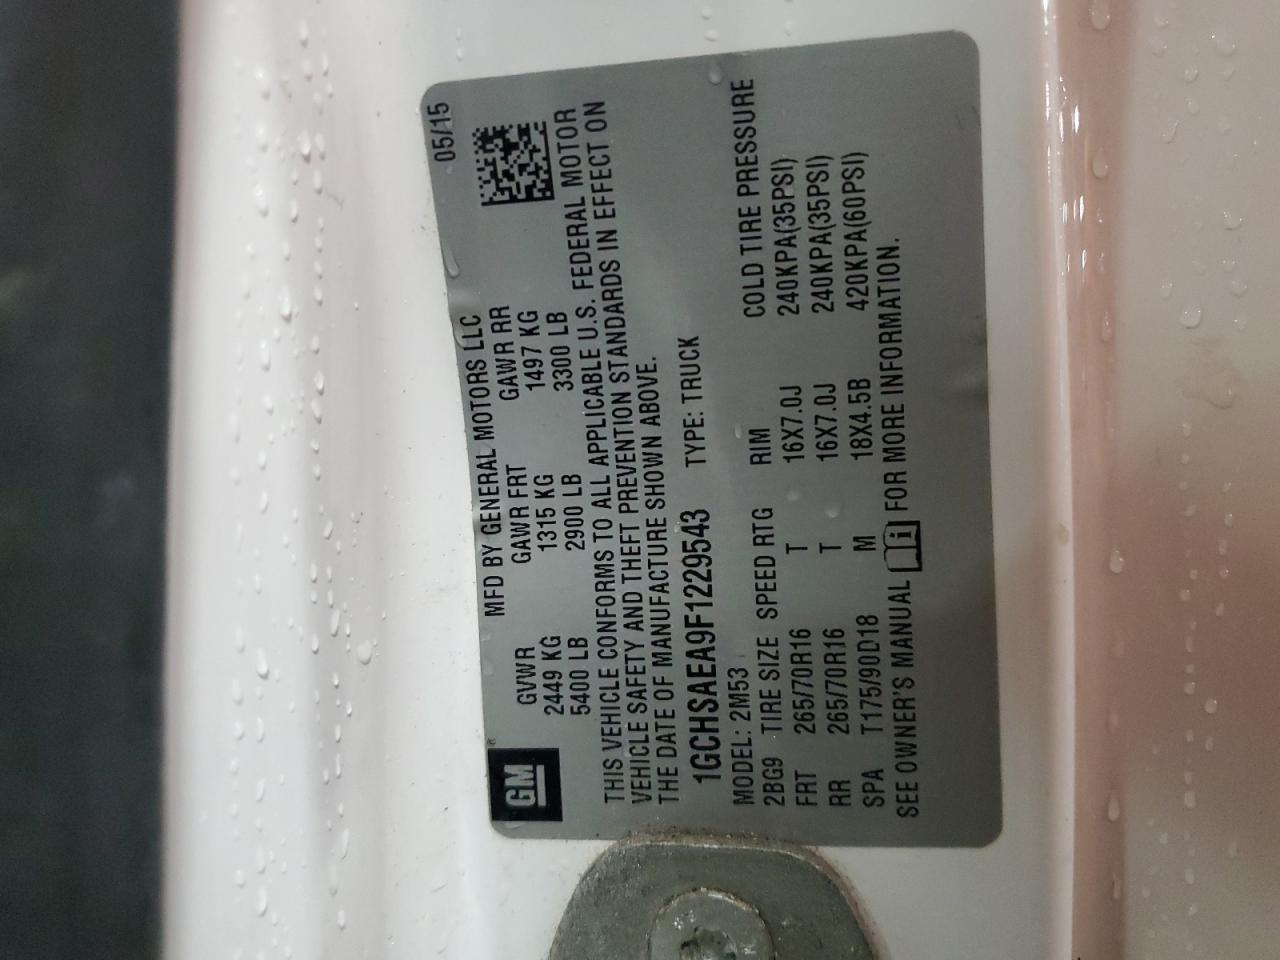 05/15
MFD BY GENERAL MOTORS LLC
GM ®
GVWR GAWR FRT GAWR RR
2449 KG 1315 KG 1497 KG
5400 LB 2900 LB 3300 LB
THIS VEHICLE CONFORMS TO ALL APPLICABLE U.S. FEDERAL MOTOR
VEHICLE SAFETY AND THEFT PREVENTION STANDARDS IN EFFECT ON
THE DATE OF MANUFACTURE SHOWN ABOVE.
1GCHSAEA9F1229543 TYPE: TRUCK
MODEL: 2M53
2BG9 TIRE SIZE SPEED RTG RIM COLD TIRE PRESSURE
FRT 265/70R16 T 16X7.0J 240KPA(35PSI)
RR 265/70R16 T 16X7.0J 240KPA(35PSI)
SPA T175/90D18 M 18X4.5B 420KPA(60PSI)
SEE OWNER'S MANUAL i FOR MORE INFORMATION.